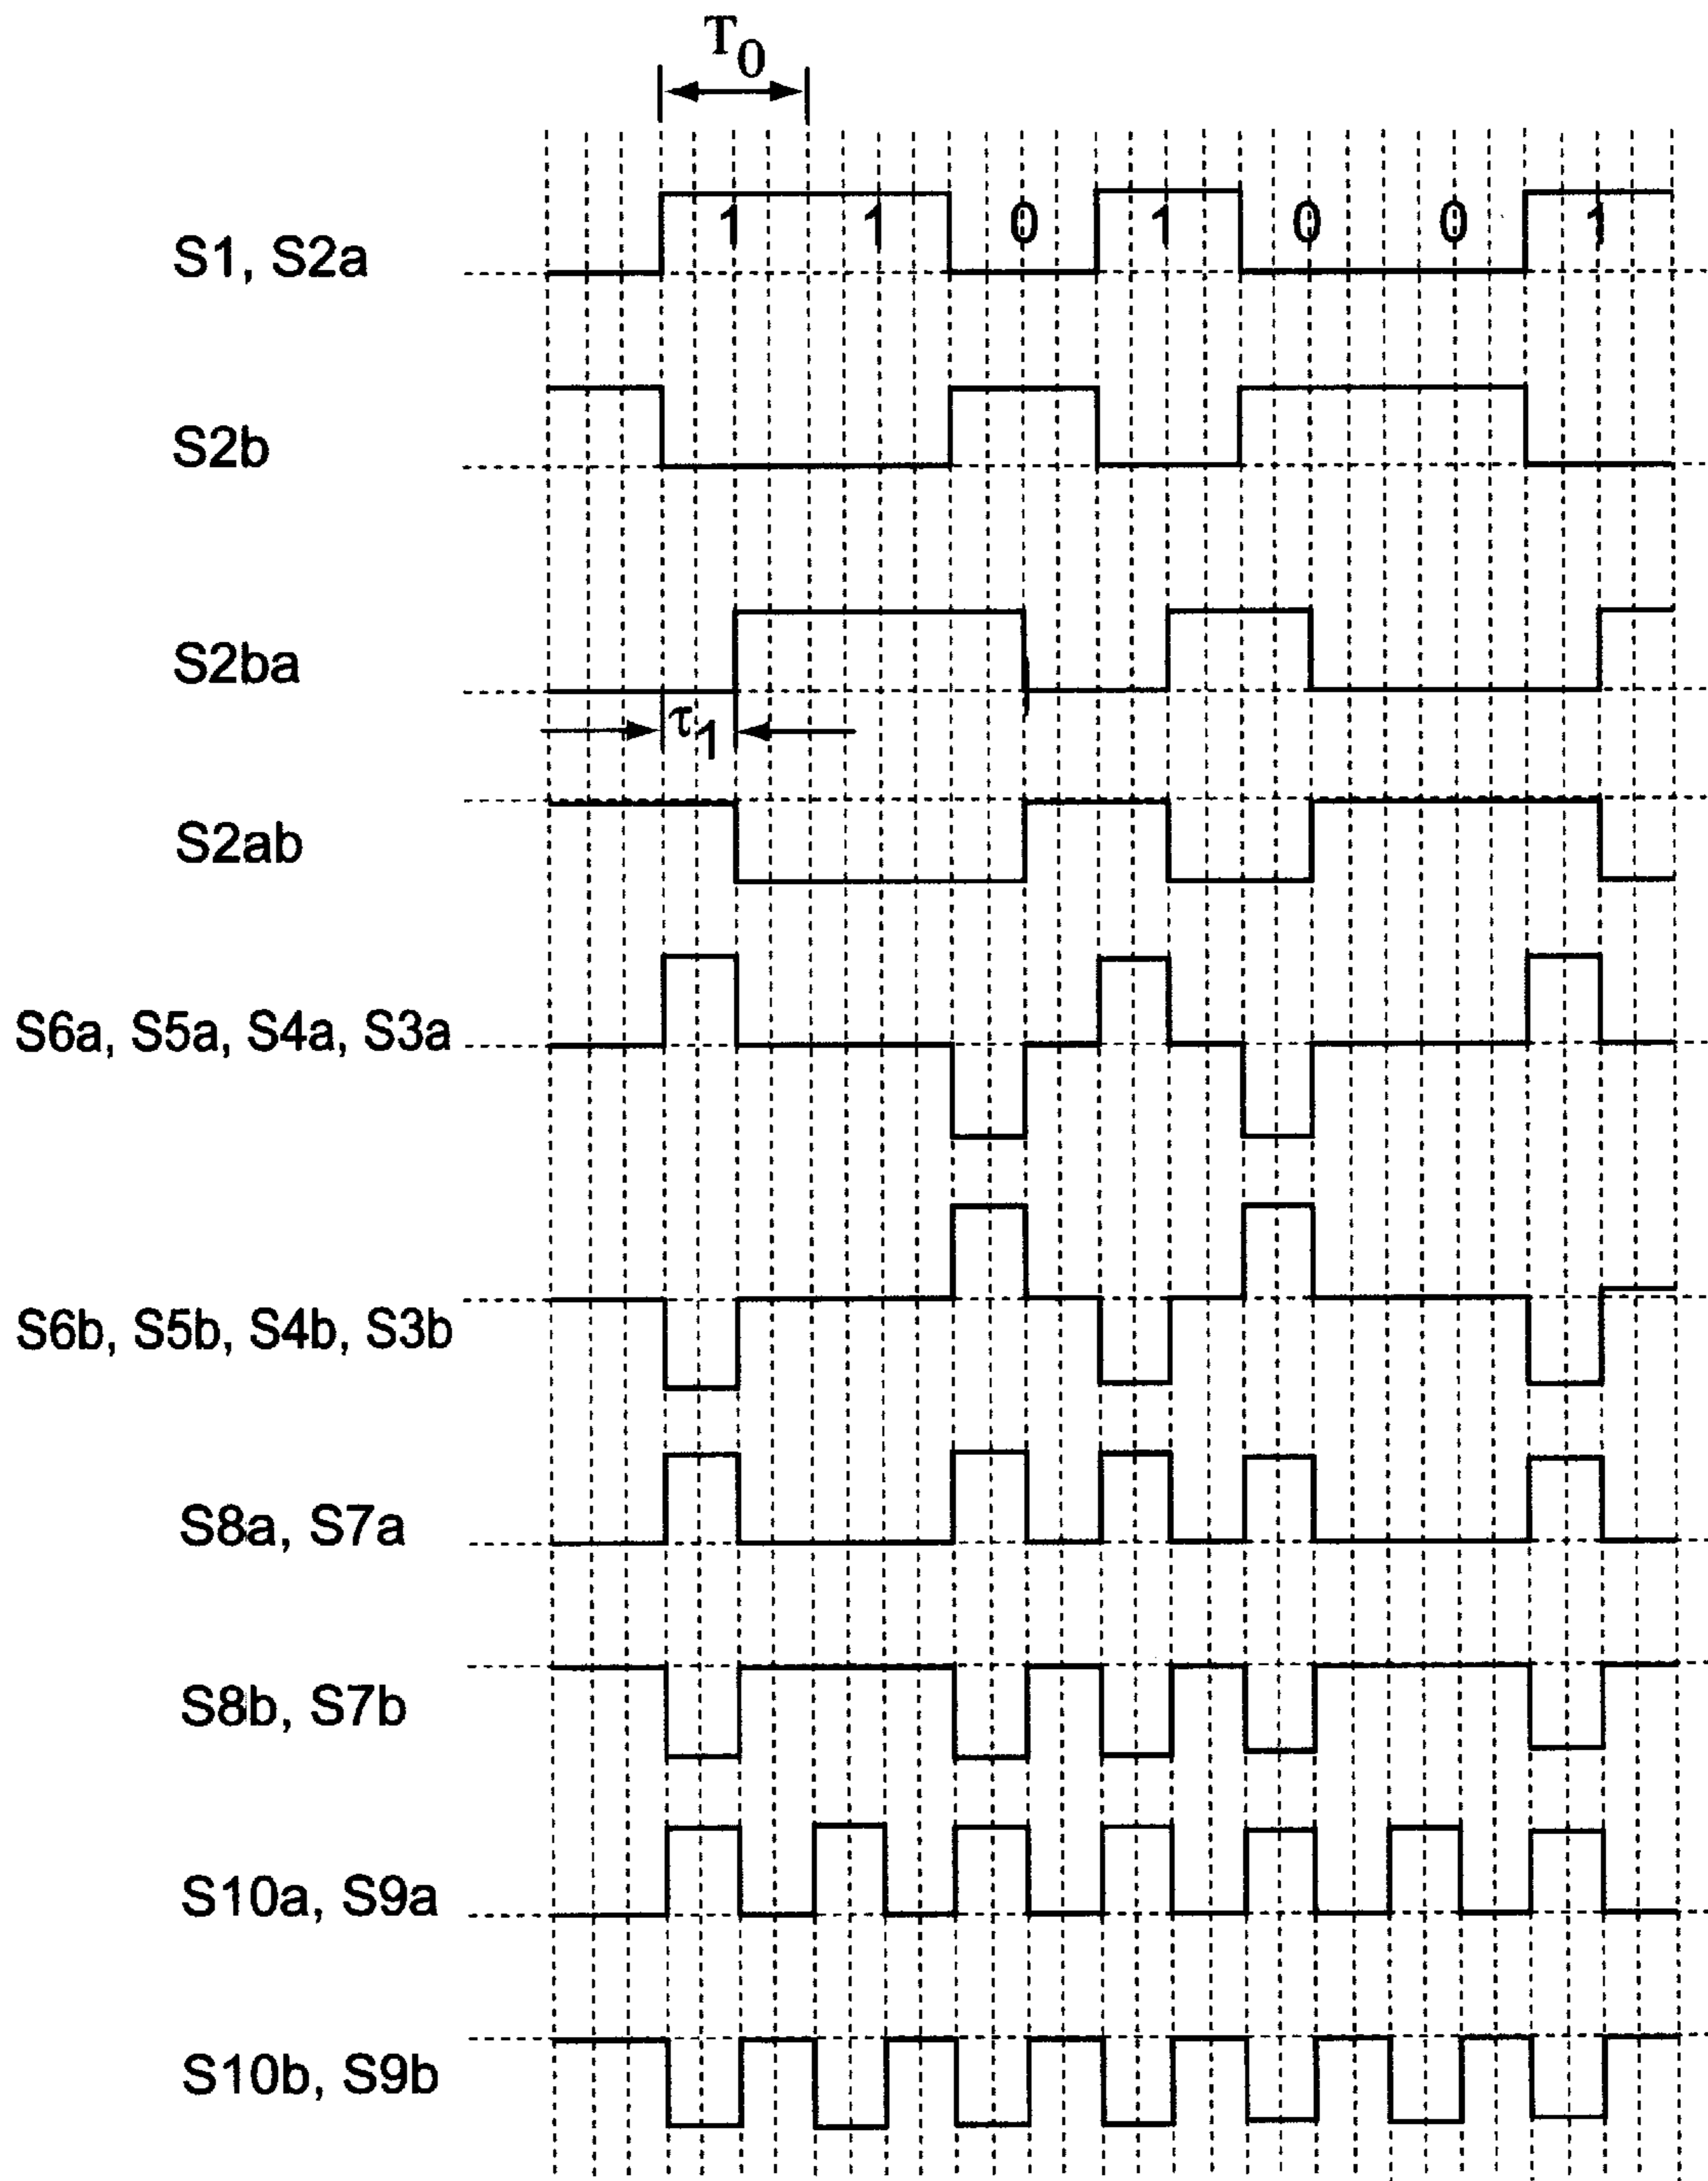 T0
S1, S2a
1 1 0 1 0 0 1
S2b
S2ba
τ1
S2ab
S6a, S5a, S4a, S3a
S6b, S5b, S4b, S3b
S8a, S7a
S8b, S7b
S10a, S9a
S10b, S9b